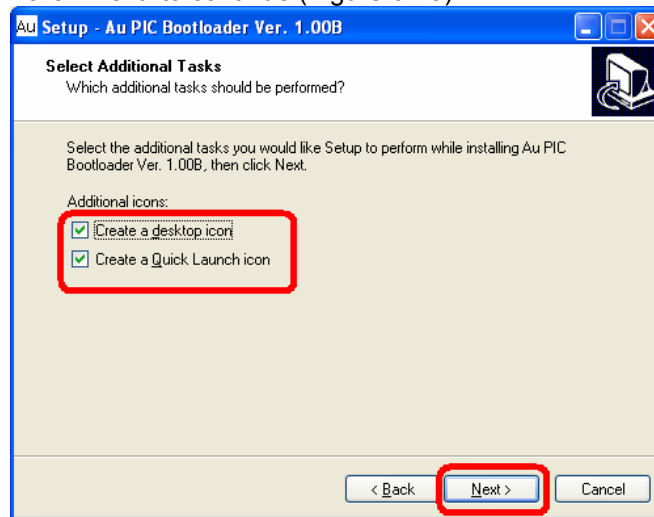 Au Setup - Au PIC Bootloader Ver. 1.00B
Select Additional Tasks
Which additional tasks should be performed?
Select the additional tasks you would like Setup to perform while installing Au PIC
Bootloader Ver. 1.00B, then click Next.
Additional icons:
Create a desktop icon
Create a Quick Launch icon
< Back Next > Cancel